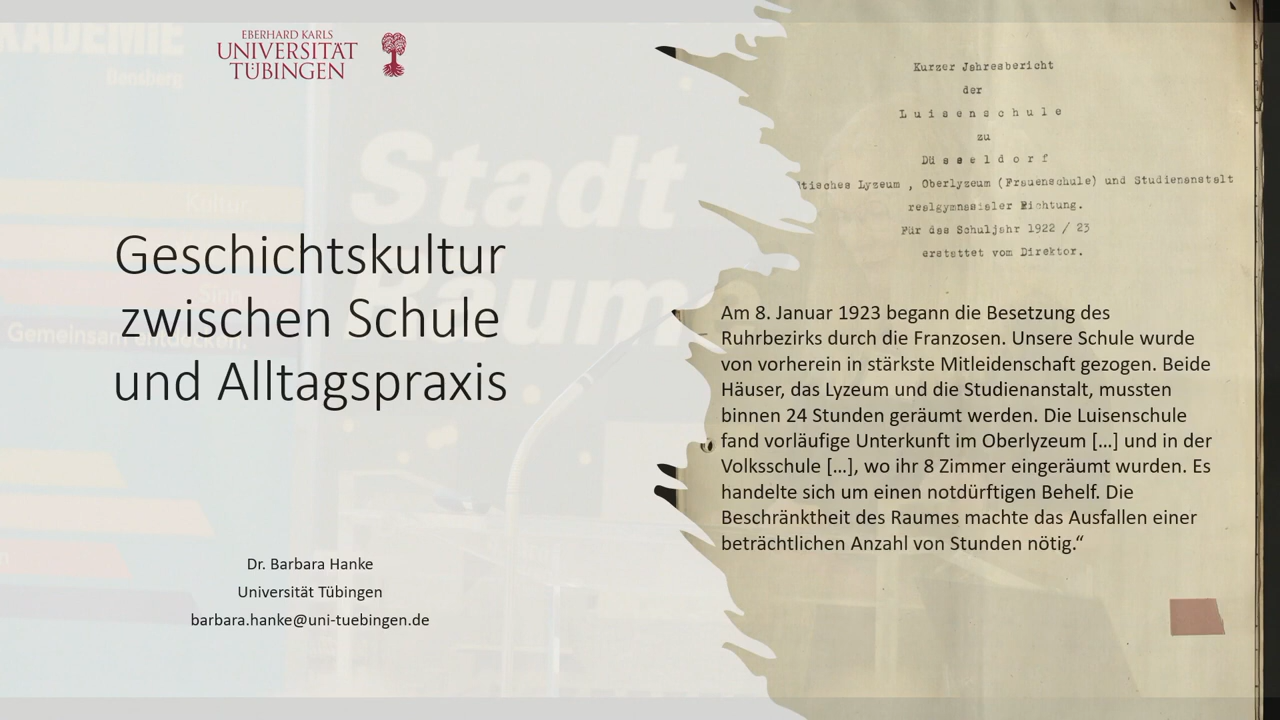 EBERHARD KARLS
UNIVERSITÄT
TÜBINGEN
Geschichtskultur
zwischen Schule
und Alltagspraxis
Dr. Barbara Hanke
Universität Tübingen
barbara.hanke@uni-tuebingen.de
Kurzer Jahresbericht
der
Luisenschule
zu
Düsseldorf
Lyzeum , Oberlyzeum (Frauenschule) und Studienanstalt
realgymnasialer Richtung.
Für das Schuljahr 1922 / 23
erstattet vom Direktor.
Am 8. Januar 1923 begann die Besetzung des
Ruhrbezirks durch die Franzosen. Unsere Schule wurde
von vorherein in stärkste Mitleidenschaft gezogen. Beide
Häuser, das Lyzeum und die Studienanstalt, mussten
binnen 24 Stunden geräumt werden. Die Luisenschule
fand vorläufige Unterkunft im Oberlyzeum […] und in der
Volksschule […], wo ihr 8 Zimmer eingeräumt wurden. Es
handelte sich um einen notdürftigen Behelf. Die
Beschränktheit des Raumes machte das Ausfallen einer
beträchtlichen Anzahl von Stunden nötig.“
Stadt
Räume
Kultur.
Sinn
Gemeinsam entdecken.